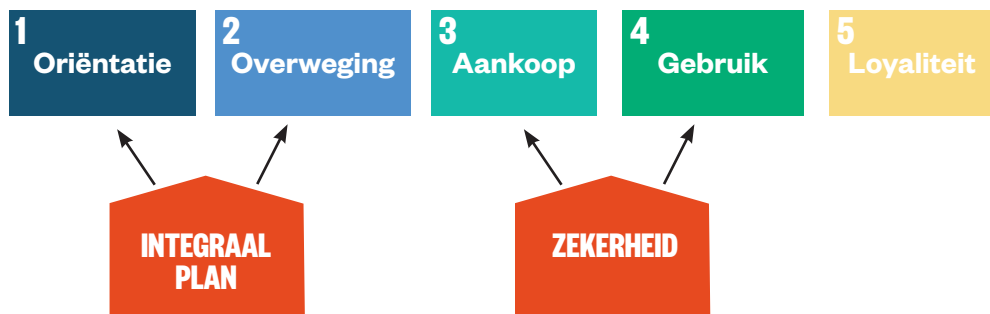 1
Oriëntatie
2
Overweging
3
Aankoop
4
Gebruik
5
Loyaliteit
INTEGRAAL
PLAN
ZEKERHEID